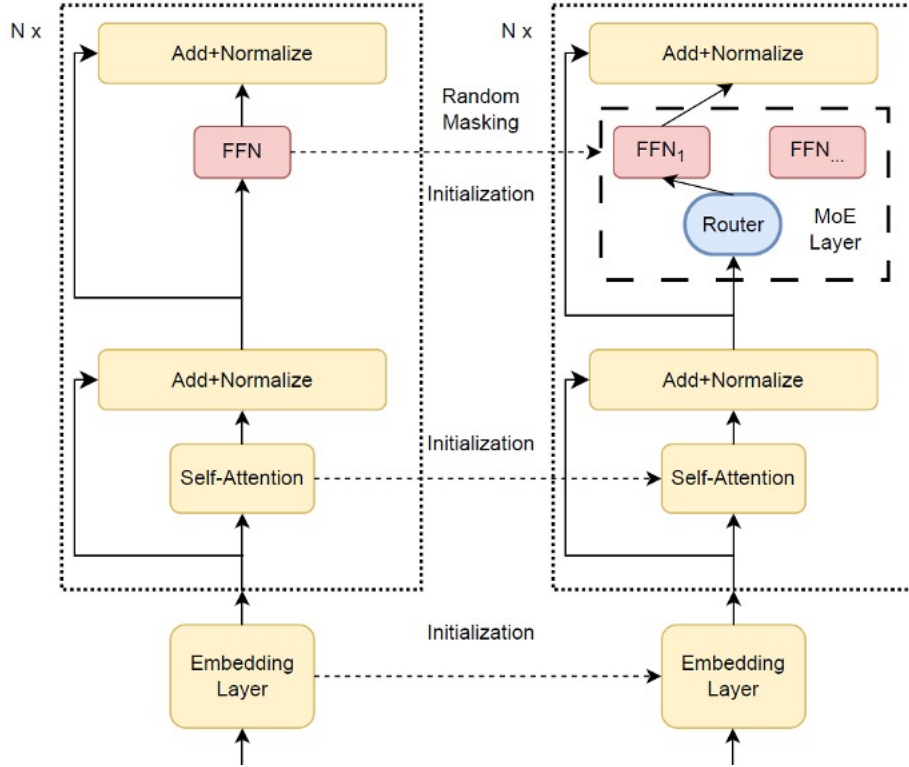 N x
Add+Normalize
FFN
Add+Normalize
Self-Attention
Embedding
Layer
Random
Masking
Initialization
Initialization
Initialization
N x
Add+Normalize
FFN1
FFN...
Router
MoE
Layer
Add+Normalize
Self-Attention
Embedding
Layer